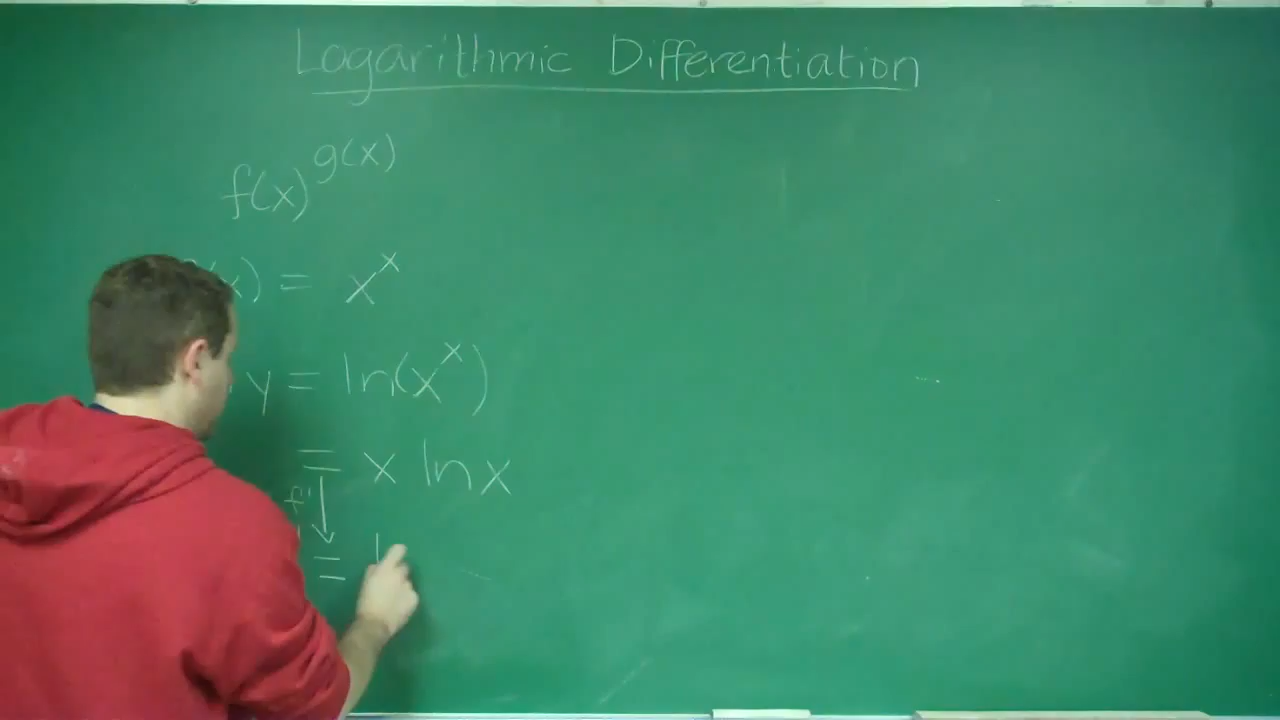 Logarithmic Differentiation
f(x)^g(x)
(x) = x^x
y = ln(x^x)
= x ln x
f'
=